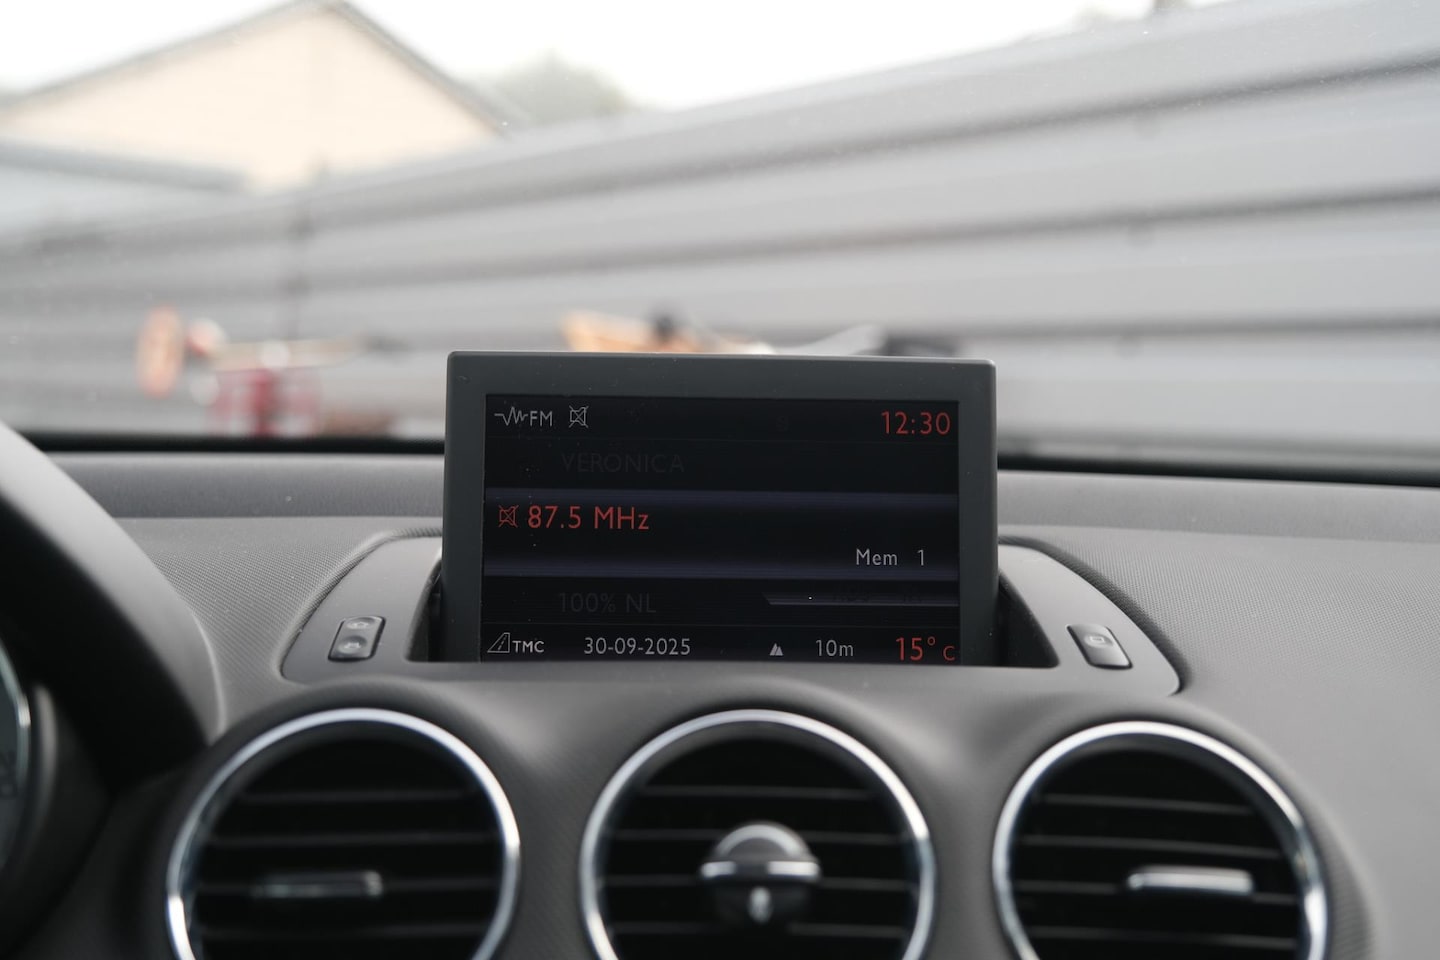 FM 12:30
VERONICA
87.5 MHz
Mem 1
100% NL
TMC 30-09-2025 10m 15° C